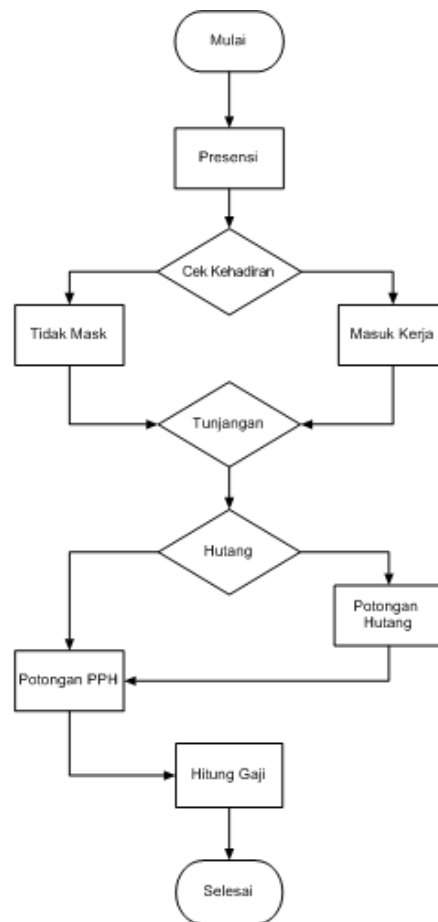 Mulai
Presensi
Cek Kehadiran
Tidak Mask
Masuk Kerja
Tunjangan
Hutang
Potongan
Hutang
Potongan PPH
Hitung Gaji
Selesai